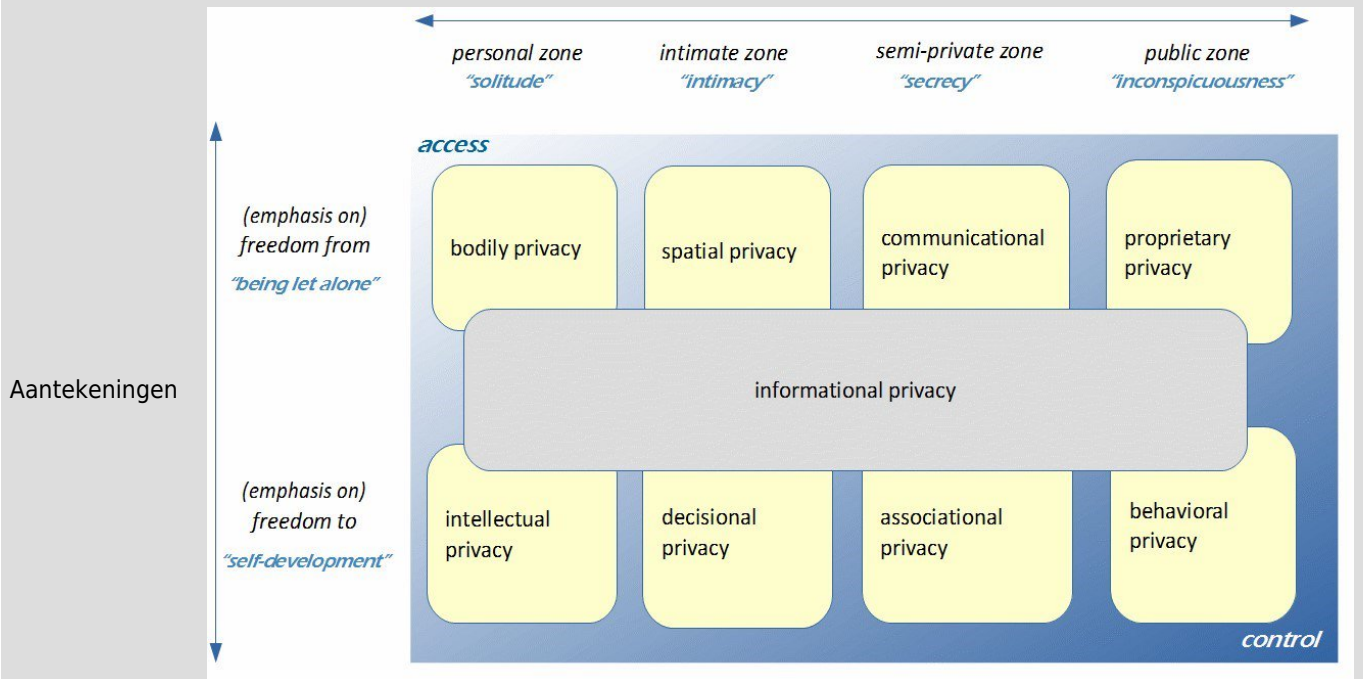 personal zone
"solitude"
intimate zone
"intimacy"
semi-private zone
"secrecy"
public zone
"inconspicuousness"
access
(emphasis on)
freedom from
"being let alone"
bodily privacy
spatial privacy
communicational
privacy
proprietary
privacy
Aantekeningen
informational privacy
(emphasis on)
freedom to
"self-development"
intellectual
privacy
decisional
privacy
associational
privacy
behavioral
privacy
control